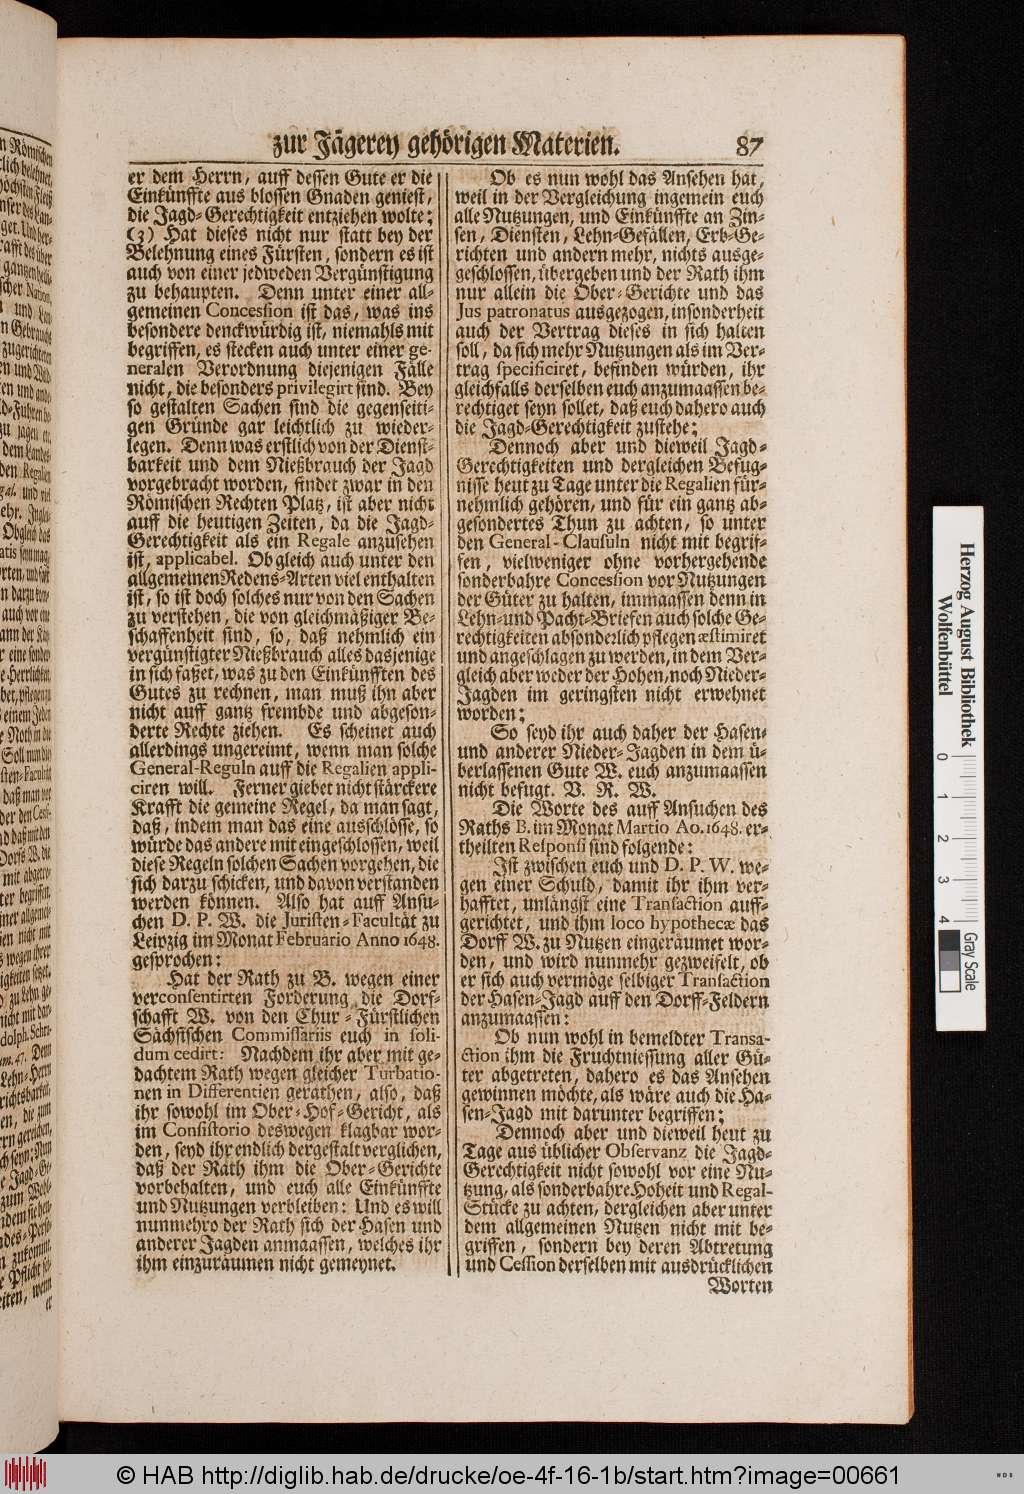 zur Jägerey gehörigen Materien. 87
er dem Herrn, auff dessen Gute er die
Einkünffte aus blossen Gnaden geniest,
die Jagd-Gerechtigkeit entziehen wolte;
(3) Hat dieses nicht nur statt bey der
Belehnung eines Fürsten, sondern es ist
auch von einer jedweden Vergünstigung
zu behaupten. Denn unter einer all-
gemeinen Concession ist das, was ins
besondere denckwürdig ist, niemahls mit
begriffen, es stecken auch unter einer ge-
neralen Verordnung diejenigen Fälle
nicht, die besonders privilegirt sind. Bey
so gestalten Sachen sind die gegenseiti-
gen Gründe gar leichtlich zu wieder-
legen. Denn was erstlich von der Dienst-
barkeit und dem Nießbrauch der Jagd
vorgebracht worden, findet zwar in den
Römischen Rechten Platz, ist aber nicht
auff die heutigen Zeiten, da die Jagd-
Gerechtigkeit als ein Regale anzusehen
ist, applicabel. Ob gleich auch unter den
allgemeinen Redens-Arten viel enthalten
ist, so ist doch solches nur von den Sachen
zu verstehen, die von gleichmäßiger Be-
schaffenheit sind, so, daß nehmlich ein
vergünstigter Nießbrauch alles dasjenige
in sich faßet, was zu den Einkünfften des
Gutes zu rechnen, man muß ihn aber
nicht auff gantz frembde und abgeson-
derte Rechte ziehen. Es scheinet auch
allerdings ungereimt, wenn man solche
General-Reguln auff die Regalien appli-
ciren will. Ferner giebet nicht stärckere
Krafft die gemeine Regel, da man sagt,
daß, indem man das eine ausschlösse, so
würde das andere mit eingeschlossen, weil
diese Regeln solchen Sachen vorgehen, die
sich darzu schicken, und davon verstanden
werden können. Also hat auff Ansu-
chen D. P. W. die Juristen-Facultät zu
Leipzig im Monat Februario Anno 1648.
gesprochen:
Hat der Rath zu B. wegen einer
verconsentirten Forderung die Dorf-
schafft W. von den Chur-Fürstlichen
Sächsischen Commissariis euch in soli-
dum cedirt: Nachdem ihr aber mit ge-
dachtem Rath wegen gleicher Turbatio-
nen in Differentien gerathen, also, daß
ihr sowohl im Ober-Hof-Gericht, als
im Consistorio deswegen klagbar wor-
den, seyd ihr endlich dergestalt verglichen,
daß der Rath ihm die Ober-Gerichte
vorbehalten, und euch alle Einkünffte
und Nutzungen verbleiben: Und es will
nunmehro der Rath sich der Hasen und
anderer Jagden anmaassen, welches ihr
ihm einzuräumen nicht gemeynet.
Ob es nun wohl das Ansehen hat,
weil in der Vergleichung ingemein euch
alle Nutzungen, und Einkünffte an Zin-
sen, Diensten, Lehn-Gefällen, Erb-Ge-
richten und andern mehr, nichts ausge-
geschlossen, übergeben und der Rath ihm
nur allein die Ober-Gerichte und das
Jus patronatus ausgezogen, insonderheit
auch der Vertrag dieses in sich halten
soll, da sich mehr Nutzungen als im Ver-
trag specificiret, befinden würden, ihr
gleichfalls derselben euch anzumaassen be-
rechtiget seyn sollet, daß euch dahero auch
die Jagd-Gerechtigkeit zustehe;
Dennoch aber und dieweil Jagd-
Gerechtigkeiten und dergleichen Befug-
nisse heut zu Tage unter die Regalien für-
nehmlich gehören, und für ein gantz ab-
gesondertes Thun zu achten, so unter
den General-Clausuln nicht mit begrif-
fen, vielweniger ohne vorhergehende
sonderbahre Concession vor Nutzungen
der Güter zu halten, immaassen denn in
Lehn-und Pacht-Briefen auch solche Ge-
rechtigkeiten absonderlich pflegen æstimiret
und angeschlagen zu werden, in dem Ver-
gleich aber weder der Hohen, noch Nieder-
Jagden im geringsten nicht erwehnet
worden;
So seyd ihr auch daher der Hasen-
und anderer Nieder-Jagden in dem ü-
berlassenen Gute W. euch anzumaassen
nicht befugt. V. R. W.
Die Worte des auff Ansuchen des
Raths B. im Monat Martio Ao. 1648. er-
theilten Responsi sind folgende:
Ist zwischen euch und D. P. W. we-
gen einer Schuld, damit ihr ihm ver-
hafftet, unlängst eine Transaction auff-
gerichtet, und ihm loco hypothecæ das
Dorff W. zu Nutzen eingeräumet wor-
den, und wird nunmehr gezweifelt, ob
er sich auch vermöge selbiger Transaction
der Hasen-Jagd auff den Dorff-Feldern
anzumaassen:
Ob nun wohl in bemeldter Transa-
ction ihm die Fruchtniessung aller Gü-
ter abgetreten, dahero es das Ansehen
gewinnen möchte, als wäre auch die Ha-
sen-Jagd mit darunter begriffen;
Dennoch aber und dieweil heut zu
Tage aus üblicher Observanz die Jagd-
Gerechtigkeit nicht sowohl vor eine Nu-
tzung, als sonderbahre Hoheit und Regal-
Stücke zu achten, dergleichen aber unter
dem allgemeinen Nutzen nicht mit be-
griffen, sondern bey deren Abtretung
und Cession derselben mit ausdrücklichen
Worten
Herzog August Bibliothek
Wolfenbüttel
0 1 2 3 4
Gray Scale
© HAB http://diglib.hab.de/drucke/oe-4f-16-1b/start.htm?image=00661